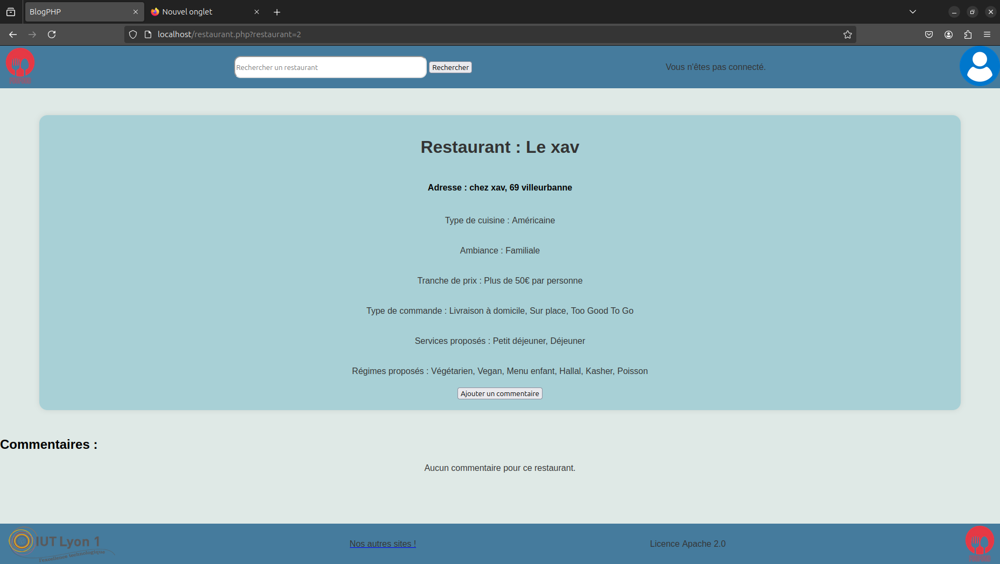 BlogPHP
Nouvel onglet
localhost/restaurant.php?restaurant=2
Rechercher un restaurant
Rechercher
Vous n'êtes pas connecté.
Restaurant : Le xav
Adresse : chez xav, 69 villeurbanne
Type de cuisine : Américaine
Ambiance : Familiale
Tranche de prix : Plus de 50€ par personne
Type de commande : Livraison à domicile, Sur place, Too Good To Go
Services proposés : Petit déjeuner, Déjeuner
Régimes proposés : Végétarien, Vegan, Menu enfant, Hallal, Kasher, Poisson
Ajouter un commentaire
Commentaires :
Aucun commentaire pour ce restaurant.
IUT Lyon 1
l'excellence technologique
Nos autres sites !
Licence Apache 2.0